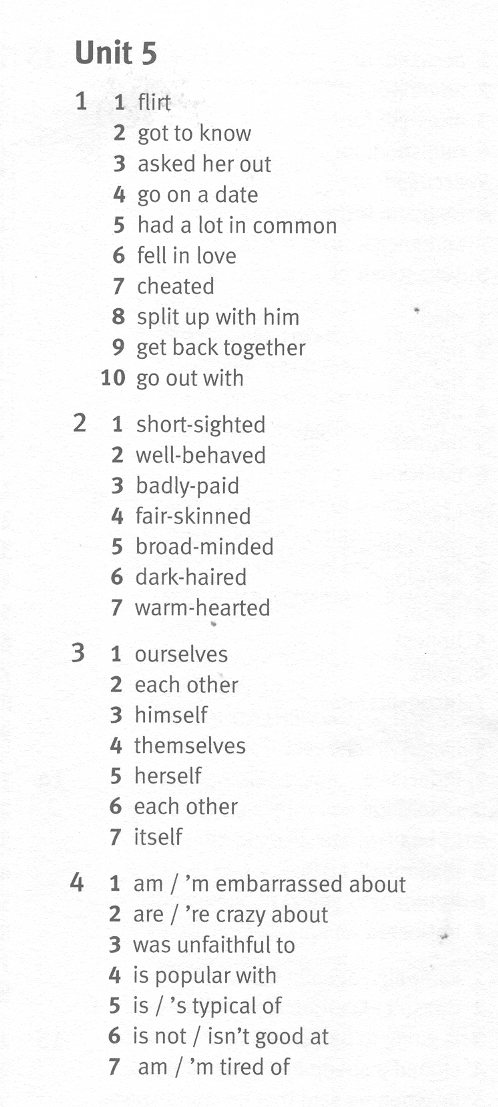 Unit 5
1 1 flirt
2 got to know
3 asked her out
4 go on a date
5 had a lot in common
6 fell in love
7 cheated
8 split up with him
9 get back together
10 go out with
2 1 short-sighted
2 well-behaved
3 badly-paid
4 fair-skinned
5 broad-minded
6 dark-haired
7 warm-hearted
3 1 ourselves
2 each other
3 himself
4 themselves
5 herself
6 each other
7 itself
4 1 am / ’m embarrassed about
2 are / ’re crazy about
3 was unfaithful to
4 is popular with
5 is / ’s typical of
6 is not / isn’t good at
7 am / ’m tired of